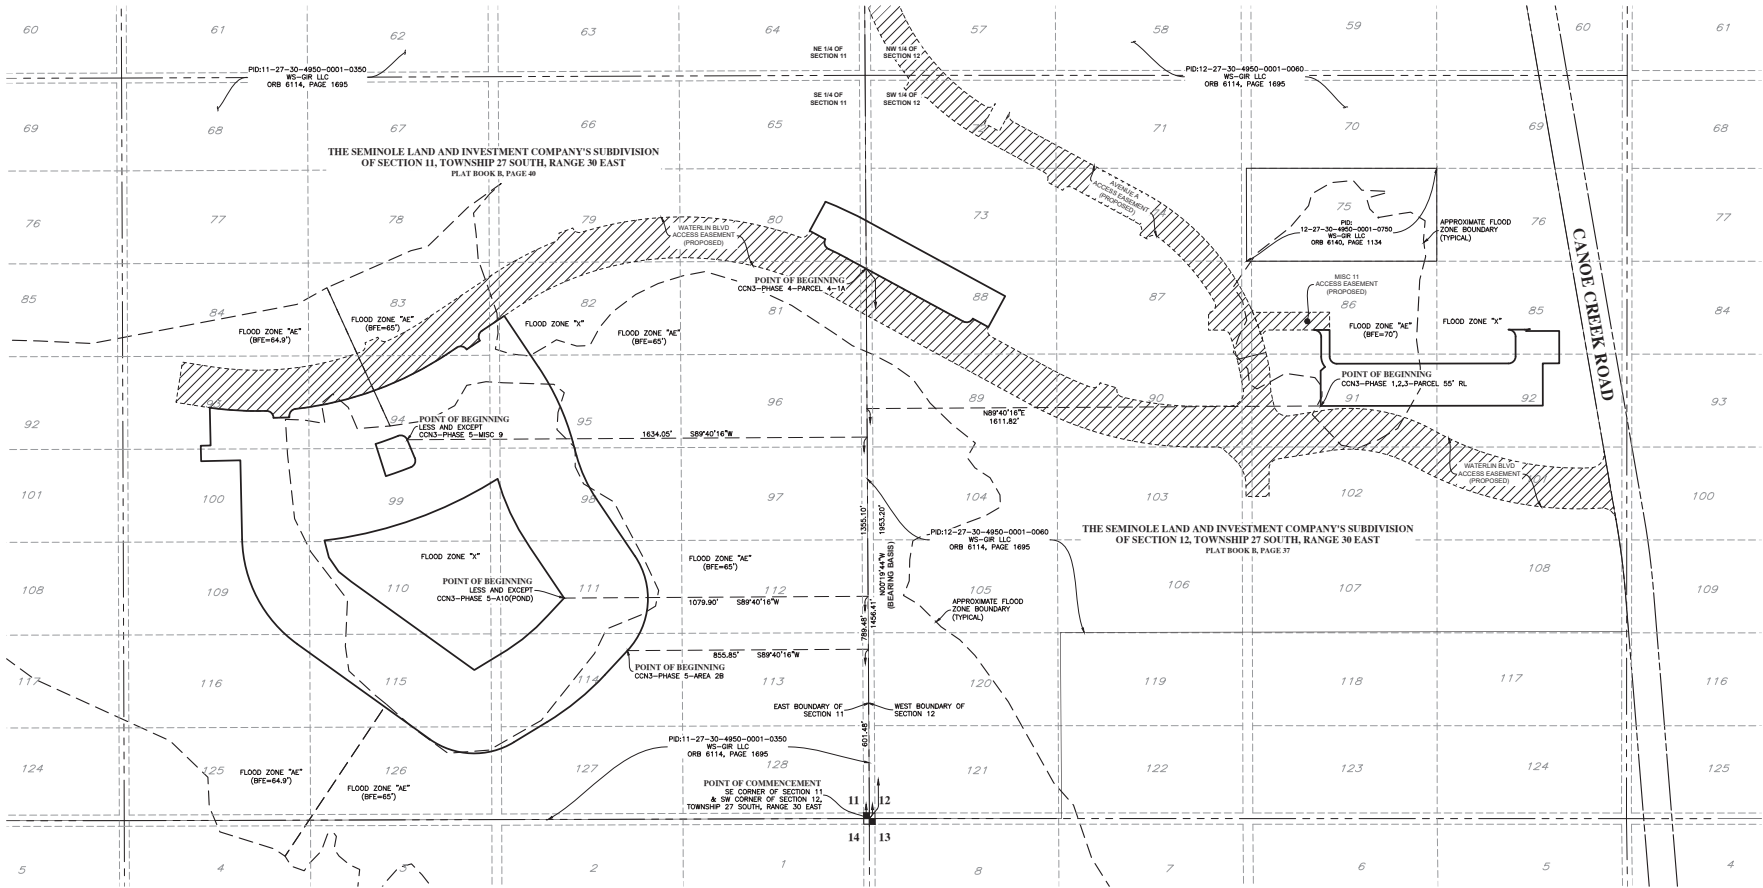 60
61
62
63
64
57
58
59
60
61
NE 1/4 OF
SECTION 11
NW 1/4 OF
SECTION 12
PID:11-27-30-4950-0001-0350
WS-GIR LLC
ORB 6114, PAGE 1695
PID:12-27-30-4950-0001-0060
WS-GIR LLC
ORB 6114, PAGE 1695
SE 1/4 OF
SECTION 11
SW 1/4 OF
SECTION 12
69
68
67
66
65
72
71
70
69
68
THE SEMINOLE LAND AND INVESTMENT COMPANY'S SUBDIVISION
OF SECTION 11, TOWNSHIP 27 SOUTH, RANGE 30 EAST
PLAT BOOK B, PAGE 40
AVENUE A
ACCESS EASEMENT
(PROPOSED)
76
77
78
79
80
73
74
75
76
77
WATERLIN BLVD
ACCESS EASEMENT
(PROPOSED)
PID:
12-27-30-4950-0001-0750
WS-GIR LLC
ORB 6140, PAGE 1134
APPROXIMATE FLOOD
ZONE BOUNDARY
(TYPICAL)
CANOE CREEK ROAD
POINT OF BEGINNING
CCN3-PHASE 4-PARCEL 4-1A
MISC 11
ACCESS EASEMENT
(PROPOSED)
85
84
83
82
81
88
87
86
85
84
FLOOD ZONE "AE"
(BFE=64.9')
FLOOD ZONE "AE"
(BFE=65')
FLOOD ZONE "X"
FLOOD ZONE "AE"
(BFE=65')
FLOOD ZONE "AE"
(BFE=70')
FLOOD ZONE "X"
POINT OF BEGINNING
CCN3-PHASE 1,2,3-PARCEL 55' RL
92
93
94
95
96
89
90
91
92
93
N89°40'16"E
1611.82'
POINT OF BEGINNING
LESS AND EXCEPT
CCN3-PHASE 5-MISC 9
1634.05' S89°40'16"W
WATERLIN BLVD
ACCESS EASEMENT
(PROPOSED)
101
100
99
98
97
104
103
102
101
100
1355.10'
1953.20'
PID:12-27-30-4950-0001-0060
WS-GIR LLC
ORB 6114, PAGE 1695
THE SEMINOLE LAND AND INVESTMENT COMPANY'S SUBDIVISION
OF SECTION 12, TOWNSHIP 27 SOUTH, RANGE 30 EAST
PLAT BOOK B, PAGE 37
FLOOD ZONE "X"
FLOOD ZONE "AE"
(BFE=65')
N00°19'44"W
(BEARING BASIS)
108
109
110
111
112
105
106
107
108
109
POINT OF BEGINNING
LESS AND EXCEPT
CCN3-PHASE 5-A10(POND)
1079.90' S89°40'16"W
789.48'
1456.41'
APPROXIMATE FLOOD
ZONE BOUNDARY
(TYPICAL)
855.85' S89°40'16"W
POINT OF BEGINNING
CCN3-PHASE 5-AREA 2B
117
116
115
114
113
120
119
118
117
116
EAST BOUNDARY OF
SECTION 11
WEST BOUNDARY OF
SECTION 12
601.48'
PID:11-27-30-4950-0001-0350
WS-GIR LLC
ORB 6114, PAGE 1695
124
125
126
127
128
121
122
123
124
125
FLOOD ZONE "AE"
(BFE=64.9')
FLOOD ZONE "AE"
(BFE=65')
POINT OF COMMENCEMENT
SE CORNER OF SECTION 11
& SW CORNER OF SECTION 12,
TOWNSHIP 27 SOUTH, RANGE 30 EAST
11
12
14
13
5
4
3
2
1
8
7
6
5
4